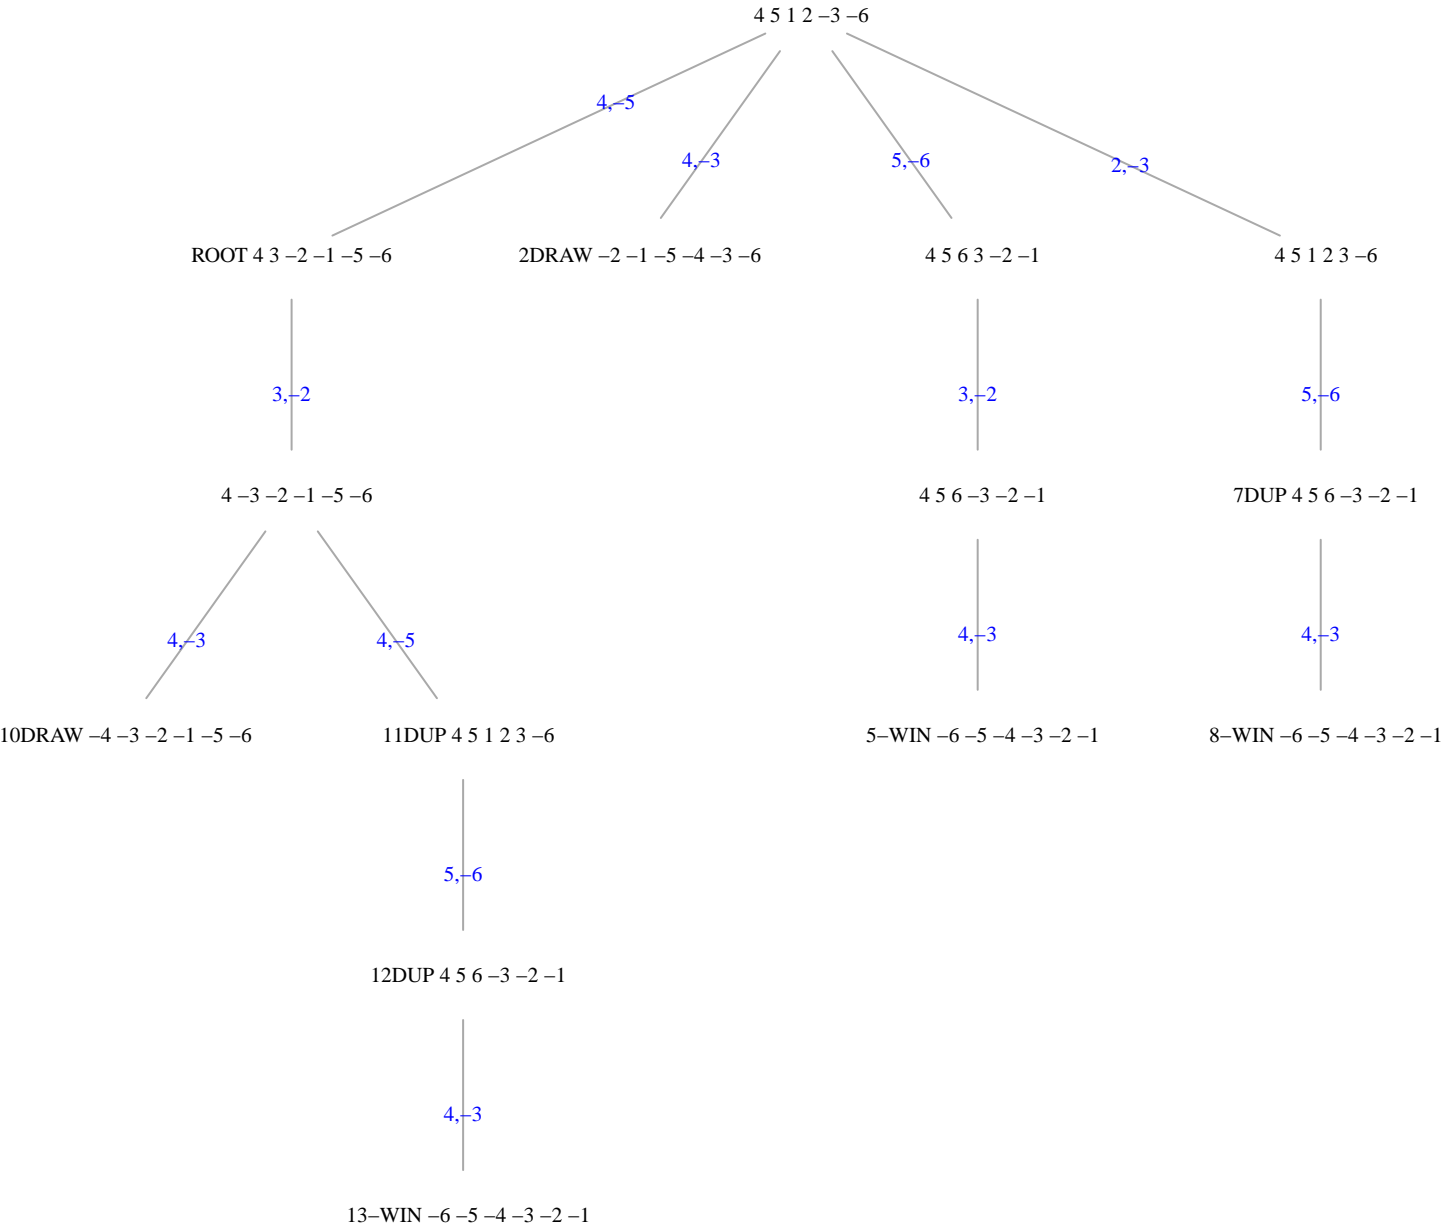 4 5 1 2 –3 –6
4,–5
4,–3
5,–6
2,–3
ROOT 4 3 –2 –1 –5 –6
2DRAW –2 –1 –5 –4 –3 –6
4 5 6 3 –2 –1
4 5 1 2 3 –6
3,–2
3,–2
5,–6
4 –3 –2 –1 –5 –6
4 5 6 –3 –2 –1
7DUP 4 5 6 –3 –2 –1
4,–3
4,–5
4,–3
4,–3
10DRAW –4 –3 –2 –1 –5 –6
11DUP 4 5 1 2 3 –6
5–WIN –6 –5 –4 –3 –2 –1
8–WIN –6 –5 –4 –3 –2 –1
5,–6
12DUP 4 5 6 –3 –2 –1
4,–3
13–WIN –6 –5 –4 –3 –2 –1